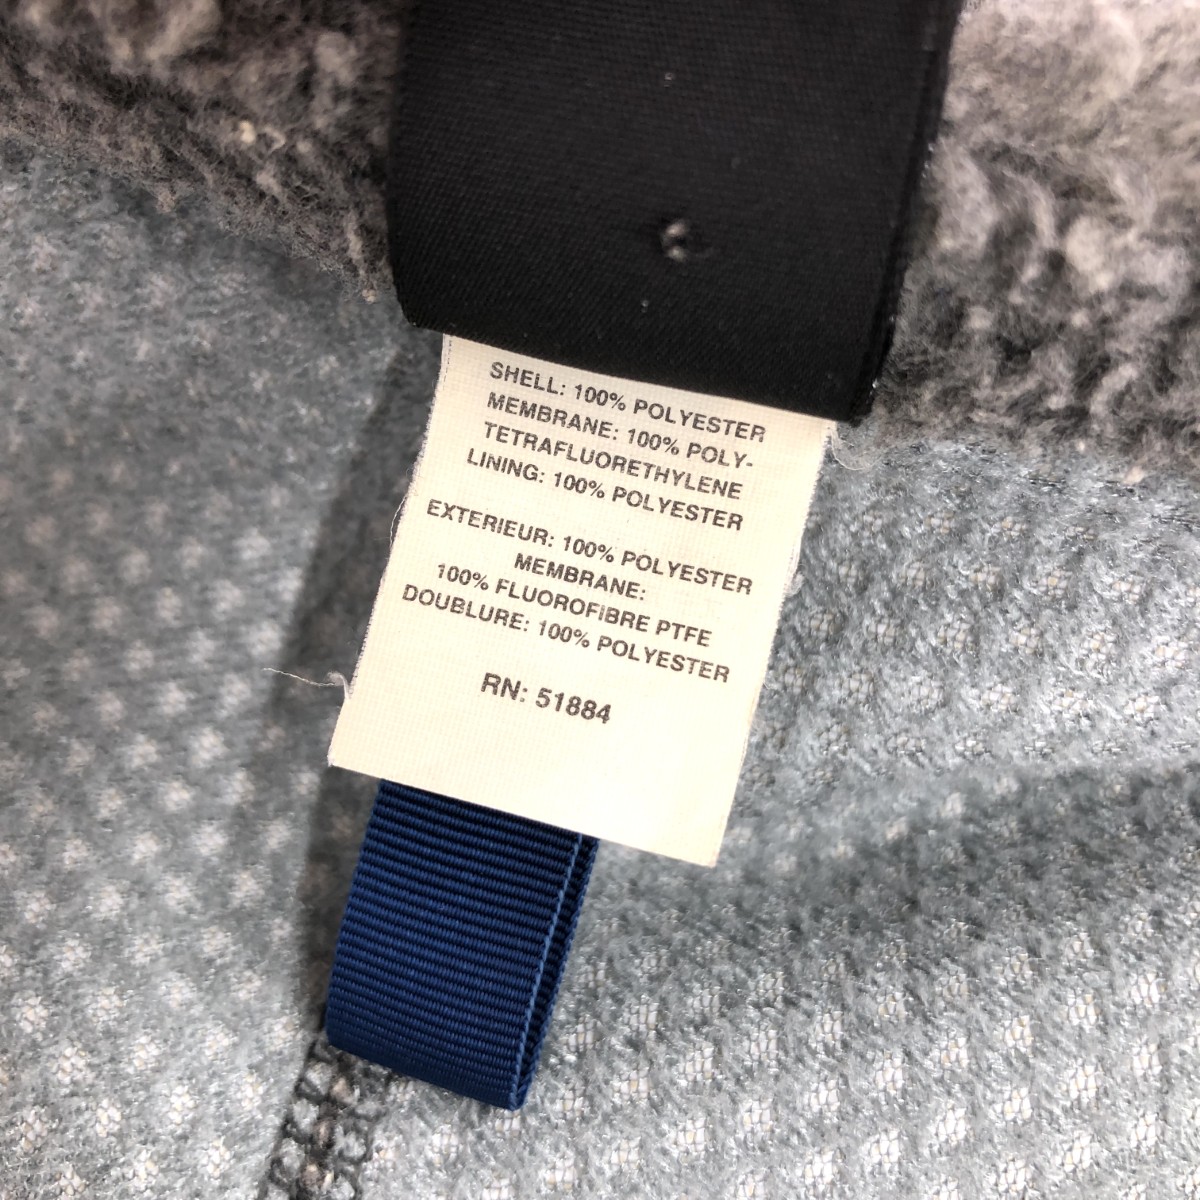 SHELL: 100% POLYESTER
MEMBRANE: 100% POLY-
TETRAFLUORETHYLENE
LINING: 100% POLYESTER
EXTERIEUR: 100% POLYESTER
MEMBRANE:
100% FLUOROFIBRE PTFE
DOUBLURE: 100% POLYESTER
RN: 51884